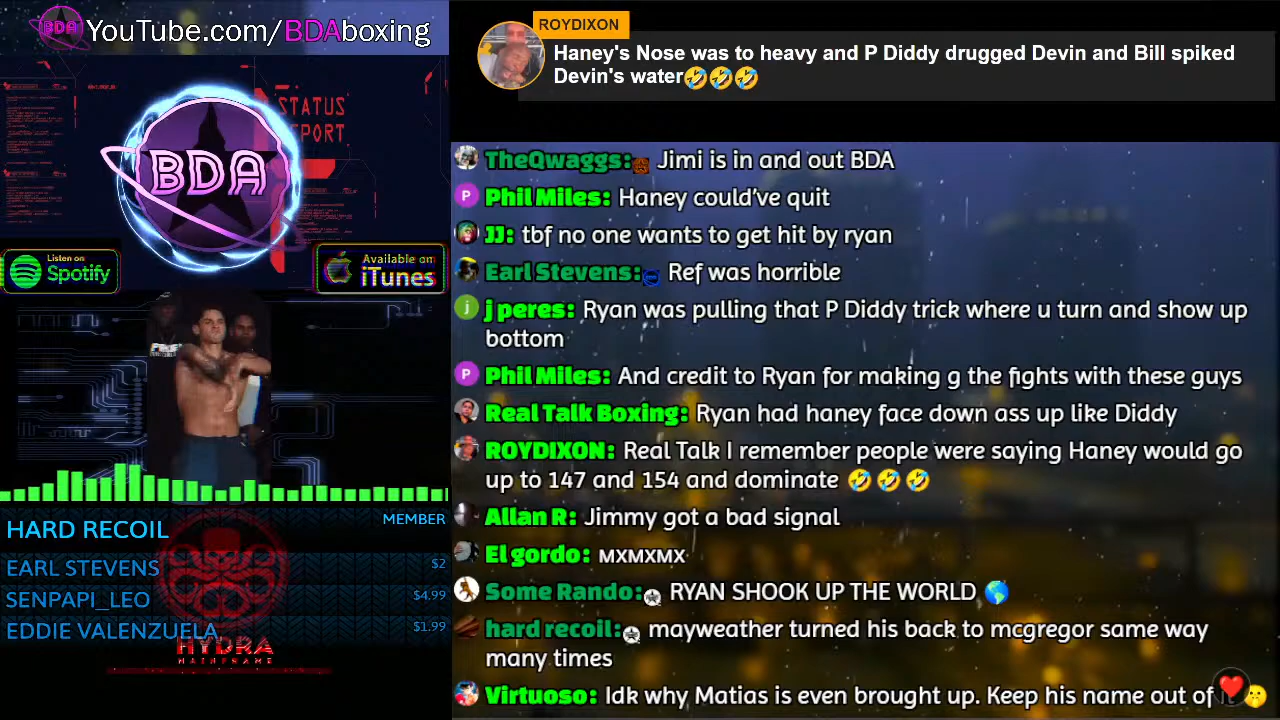 YouTube.com/BDAboxing
BDA
STATUS
REPORT
BDA
Listen on
Spotify
Available on
iTunes
HARD RECOIL
MEMBER
EARL STEVENS
$2
SENPAPI_LEO
$4.99
EDDIE VALENZUELA
$1.99
HYDRA
MAINFRAME
ROYDIXON
Haney's Nose was to heavy and P Diddy drugged Devin and Bill spiked
Devin's water🤣🤣🤣
TheQwaggs: Jimi is in and out BDA
P Phil Miles: Haney could've quit
JJ: tbf no one wants to get hit by ryan
Earl Stevens: Ref was horrible
j j peres: Ryan was pulling that P Diddy trick where u turn and show up
bottom
P Phil Miles: And credit to Ryan for making g the fights with these guys
Real Talk Boxing: Ryan had haney face down ass up like Diddy
ROYDIXON: Real Talk I remember people were saying Haney would go
up to 147 and 154 and dominate 🤣 🤣 🤣
Allan R: Jimmy got a bad signal
El gordo: мxмxмx
Some Rando: RYAN SHOOK UP THE WORLD 🌎
hard recoil: mayweather turned his back to mcgregor same way
many times
Virtuoso: Idk why Matias is even brought up. Keep his name out of